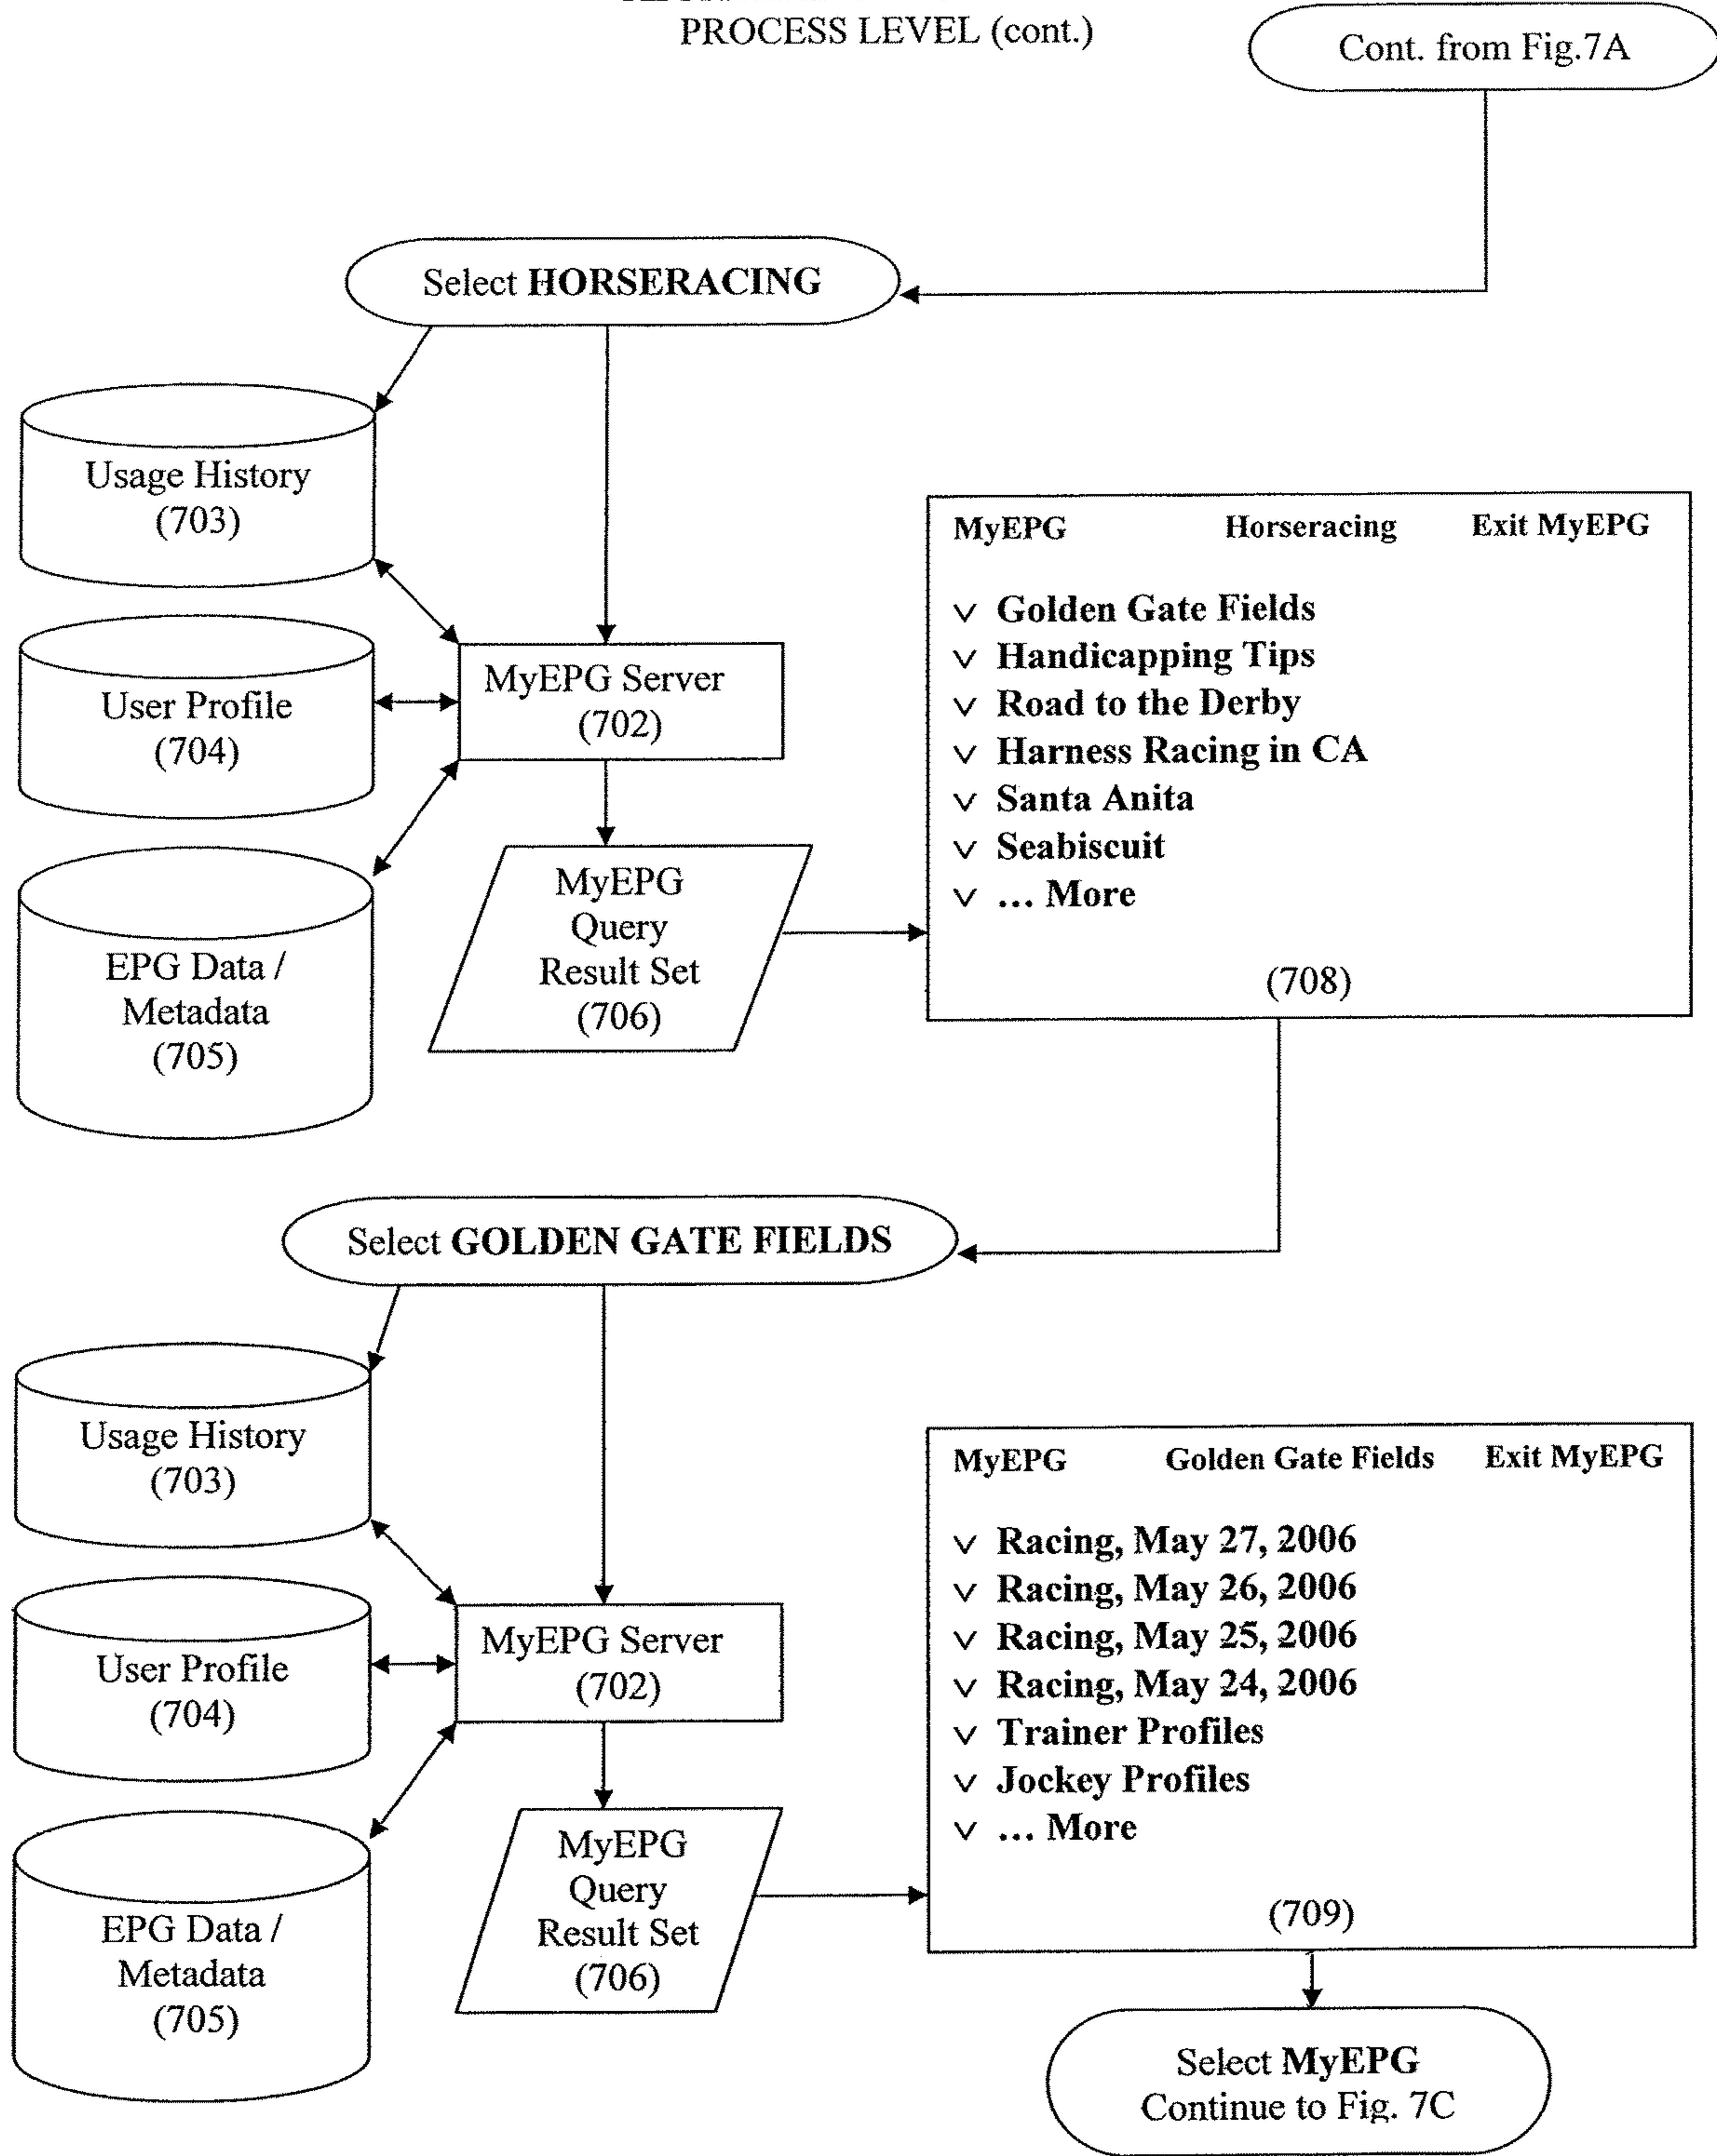 PROCESS LEVEL (cont.)
Cont. from Fig.7A
Select HORSERACING
Usage History
(703)
User Profile
(704)
EPG Data /
Metadata
(705)
MyEPG Server
(702)
MyEPG
Query
Result Set
(706)
MyEPG Horseracing Exit MyEPG
∨ Golden Gate Fields
∨ Handicapping Tips
∨ Road to the Derby
∨ Harness Racing in CA
∨ Santa Anita
∨ Seabiscuit
∨ ... More
(708)
Select GOLDEN GATE FIELDS
Usage History
(703)
User Profile
(704)
EPG Data /
Metadata
(705)
MyEPG Server
(702)
MyEPG
Query
Result Set
(706)
MyEPG Golden Gate Fields Exit MyEPG
∨ Racing, May 27, 2006
∨ Racing, May 26, 2006
∨ Racing, May 25, 2006
∨ Racing, May 24, 2006
∨ Trainer Profiles
∨ Jockey Profiles
∨ ... More
(709)
Select MyEPG
Continue to Fig. 7C